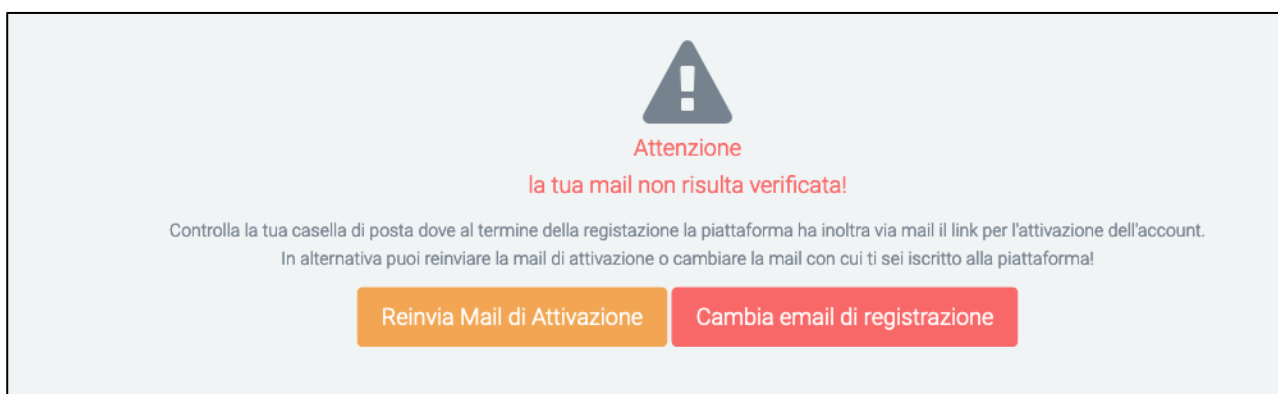 Attenzione
la tua mail non risulta verificata!
Controlla la tua casella di posta dove al termine della registazione la piattaforma ha inoltra via mail il link per l'attivazione dell'account.
In alternativa puoi reinviare la mail di attivazione o cambiare la mail con cui ti sei iscritto alla piattaforma!
Reinvia Mail di Attivazione Cambia email di registrazione